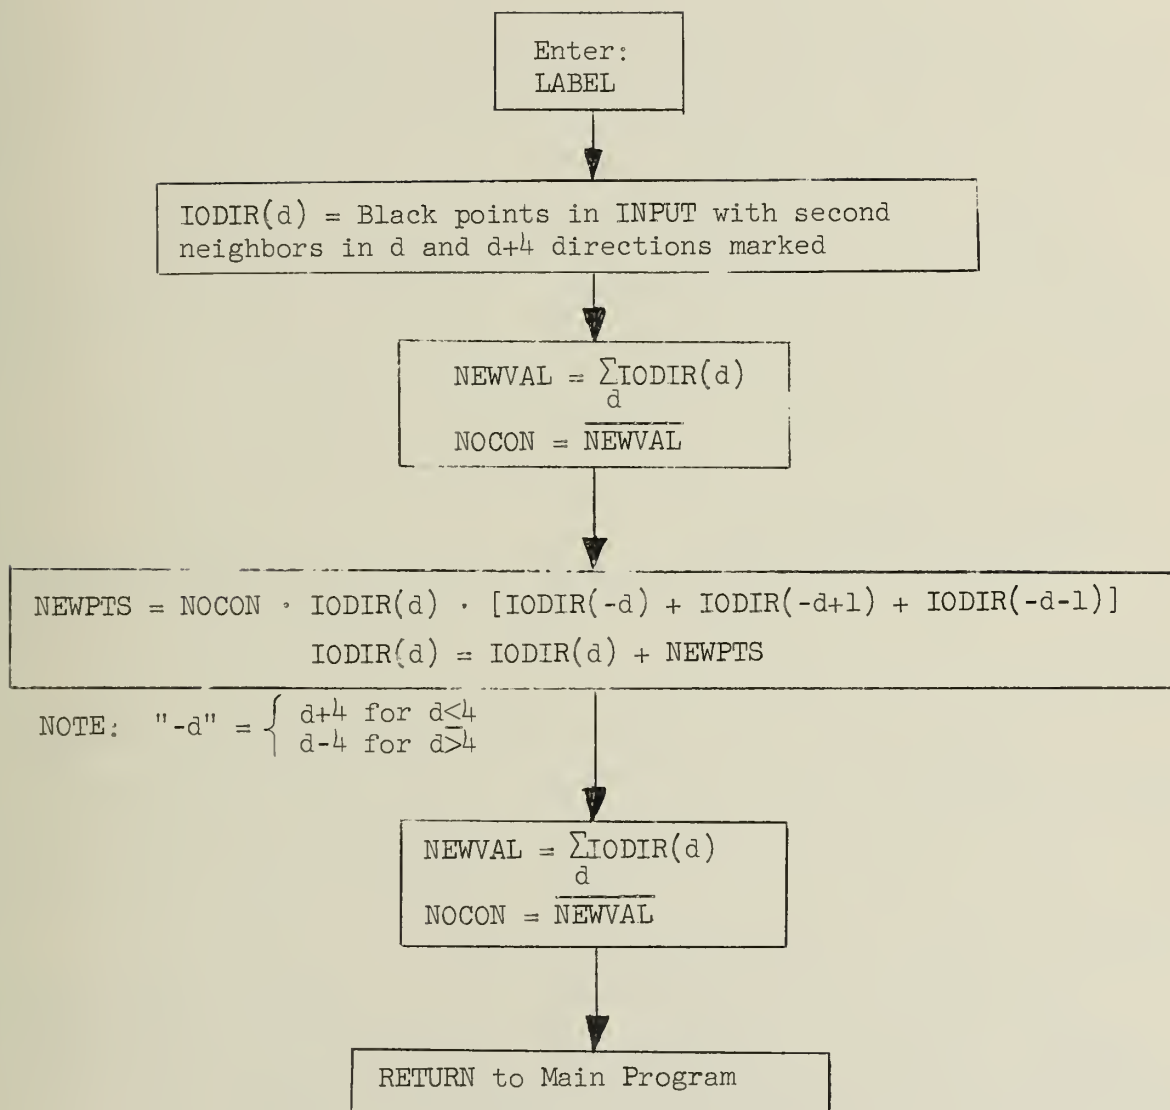 Enter:
LABEL
IODIR(d) = Black points in INPUT with second
neighbors in d and d+4 directions marked
NEWVAL = ΣIODIR(d)
d
NOCON = N̅E̅W̅V̅A̅L̅
NEWPTS = NOCON · IODIR(d) · [IODIR(-d) + IODIR(-d+1) + IODIR(-d-1)]
IODIR(d) = IODIR(d) + NEWPTS
NOTE: "-d" = { d+4 for d<4
d-4 for d≥4
NEWVAL = ΣIODIR(d)
d
NOCON = N̅E̅W̅V̅A̅L̅
RETURN to Main Program